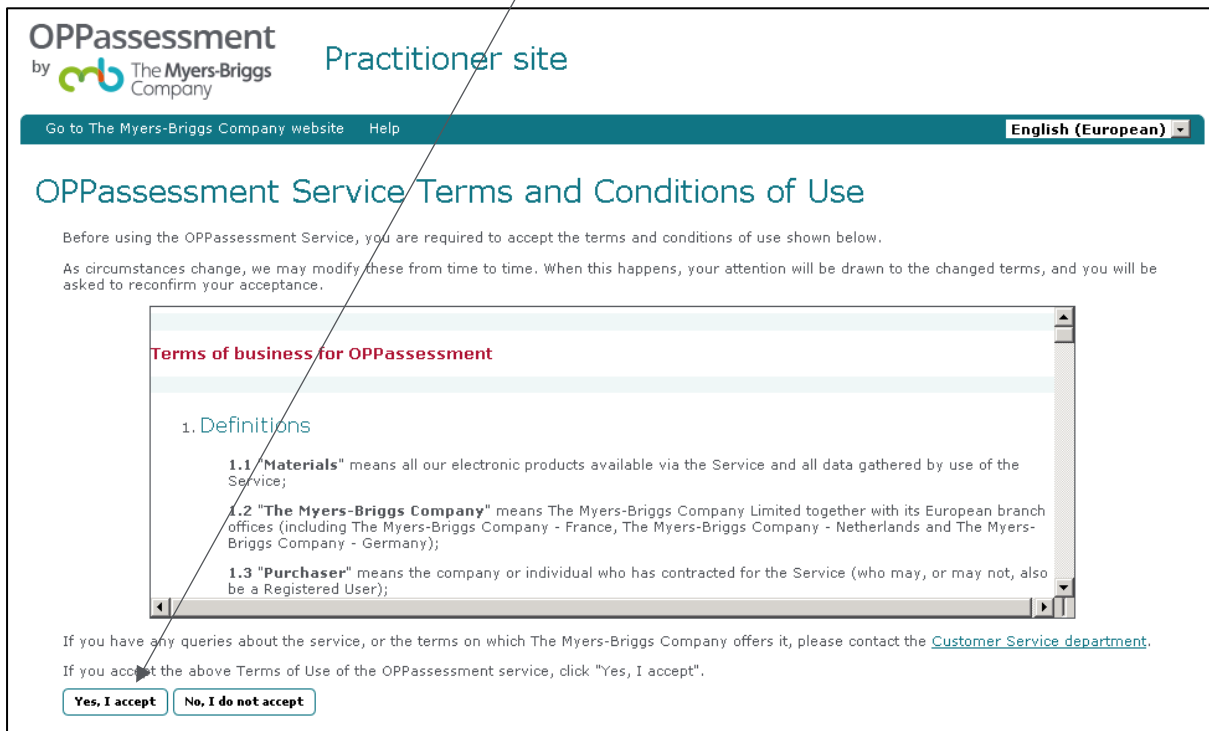 OPPassessment
by The Myers-Briggs Company
Practitioner site
Go to The Myers-Briggs Company website Help English (European)
OPPassessment Service Terms and Conditions of Use
Before using the OPPassessment Service, you are required to accept the terms and conditions of use shown below.
As circumstances change, we may modify these from time to time. When this happens, your attention will be drawn to the changed terms, and you will be
asked to reconfirm your acceptance.
Terms of business for OPPassessment
1. Definitions
1.1 "Materials" means all our electronic products available via the Service and all data gathered by use of the
Service;
1.2 "The Myers-Briggs Company" means The Myers-Briggs Company Limited together with its European branch
offices (including The Myers-Briggs Company - France, The Myers-Briggs Company - Netherlands and The Myers-
Briggs Company - Germany);
1.3 "Purchaser" means the company or individual who has contracted for the Service (who may, or may not, also
be a Registered User);
If you have any queries about the service, or the terms on which The Myers-Briggs Company offers it, please contact the Customer Service department.
If you accept the above Terms of Use of the OPPassessment service, click "Yes, I accept".
Yes, I accept No, I do not accept